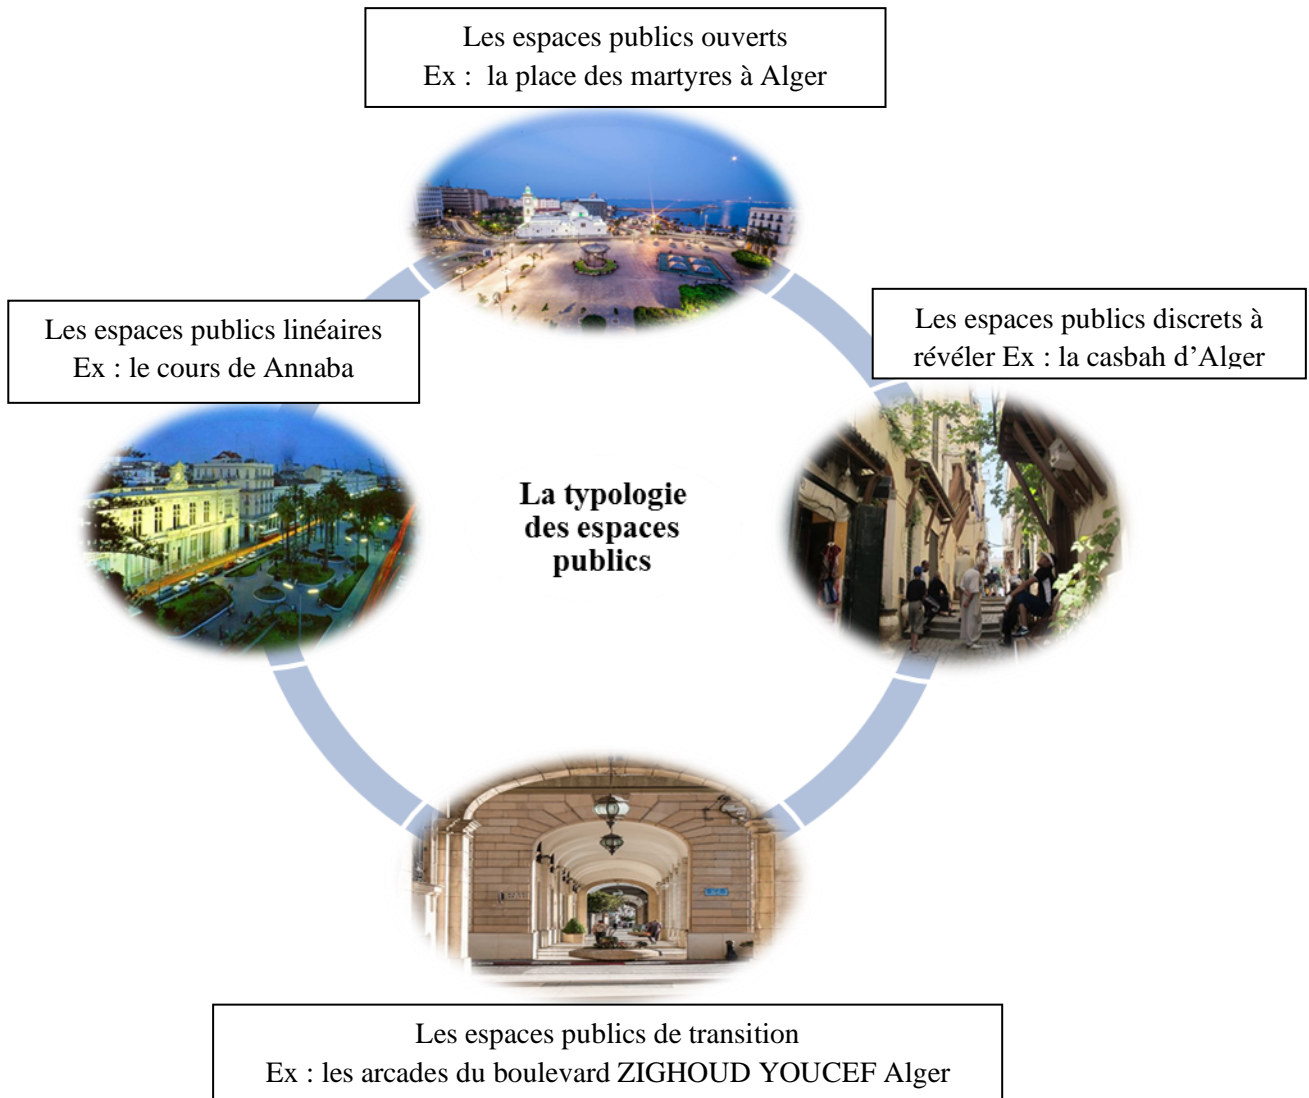 Les espaces publics ouverts
Ex :  la place des martyres à Alger
Les espaces publics linéaires
Ex : le cours de Annaba
Les espaces publics discrets à
révéler Ex : la casbah d’Alger
La typologie
des espaces
publics
Les espaces publics de transition
Ex : les arcades du boulevard ZIGHOUD YOUCEF Alger